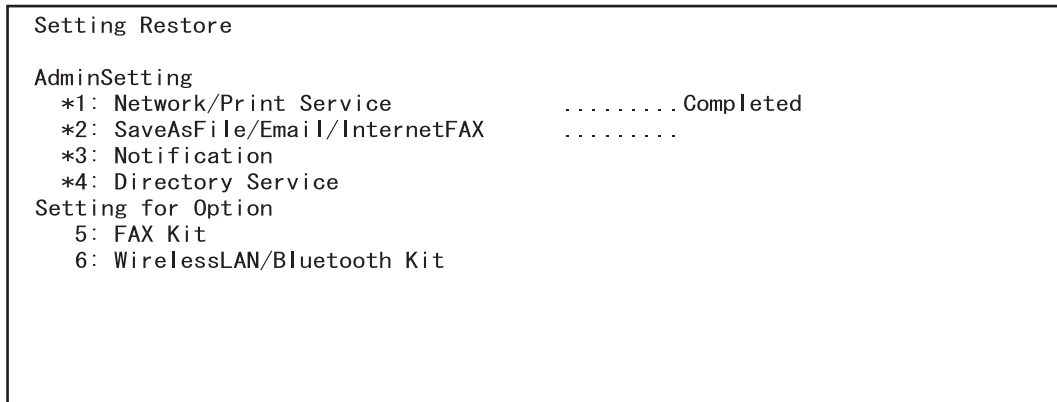 Setting Restore
AdminSetting
*1: Network/Print Service .........Completed
*2: SaveAsFile/Email/InternetFAX .........
*3: Notification
*4: Directory Service
Setting for Option
5: FAX Kit
6: WirelessLAN/Bluetooth Kit